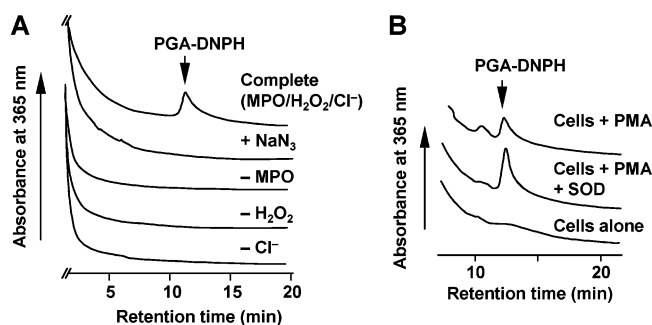 A
PGA-DNPH
Complete
(MPO/H₂O₂/Cl⁻)
+ NaN₃
– MPO
– H₂O₂
– Cl⁻
Absorbance at 365 nm
5 10 15 20
Retention time (min)
B
PGA-DNPH
Cells + PMA
Cells + PMA
+ SOD
Cells alone
Absorbance at 365 nm
10 20
Retention time (min)